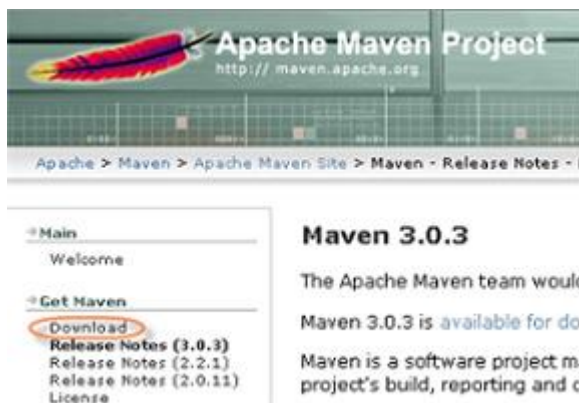 Apache Maven Project
http:// maven.apache.org
Apache > Maven > Apache Maven Site > Maven - Release Notes -
Main
Welcome
Get Maven
Download
Release Notes (3.0.3)
Release Notes (2.2.1)
Release Notes (2.0.11)
License
Maven 3.0.3
The Apache Maven team would
Maven 3.0.3 is available for do
Maven is a software project m
project's build, reporting and